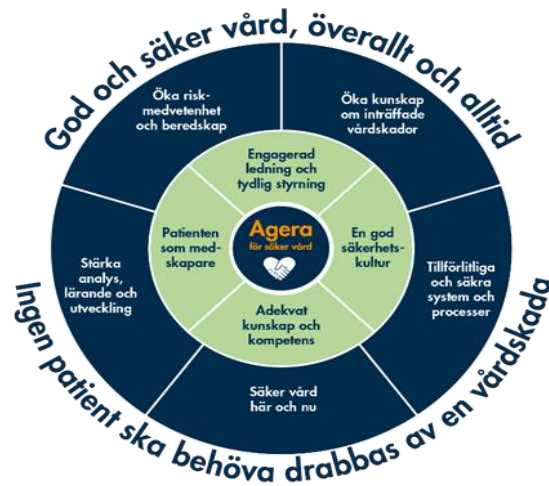 God och säker vård, överallt och alltid
Öka risk-
medvetenhet
och beredskap
Öka kunskap
om inträffade
vårdskador
Engagerad
ledning och
tydlig styrning
Patienten
som med-
skapare
Agera
för säker vård
En god
säkerhets-
kultur
Stärka
analys,
lärande och
utveckling
Tillförlitliga
och säkra
system och
processer
Adekvat
kunskap och
kompetens
Säker vård
här och nu
Ingen patient ska behöva drabbas av en vårdskada